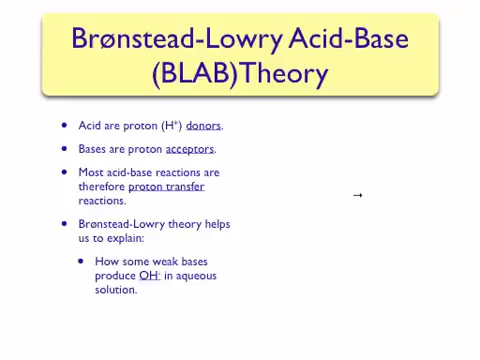 Brønstead-Lowry Acid-Base
(BLAB)Theory
• Acid are proton (H⁺) donors.
• Bases are proton acceptors.
• Most acid-base reactions are
therefore proton transfer
reactions.
• Brønstead-Lowry theory helps
us to explain:
• How some weak bases
produce OH⁻ in aqueous
solution.
→